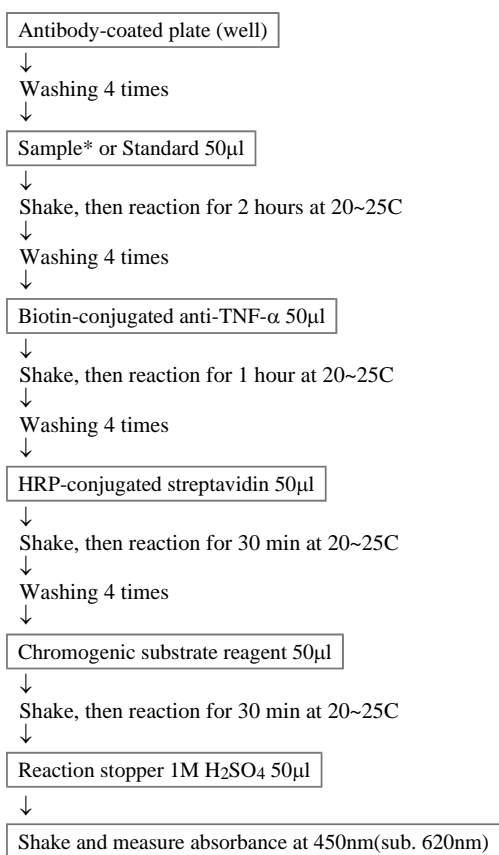 Antibody-coated plate (well)
↓
Washing 4 times
↓
Sample* or Standard 50μl
↓
Shake, then reaction for 2 hours at 20~25C
↓
Washing 4 times
↓
Biotin-conjugated anti-TNF-α 50μl
↓
Shake, then reaction for 1 hour at 20~25C
↓
Washing 4 times
↓
HRP-conjugated streptavidin 50μl
↓
Shake, then reaction for 30 min at 20~25C
↓
Washing 4 times
↓
Chromogenic substrate reagent 50μl
↓
Shake, then reaction for 30 min at 20~25C
↓
Reaction stopper 1M H2SO4 50μl
↓
Shake and measure absorbance at 450nm(sub. 620nm)